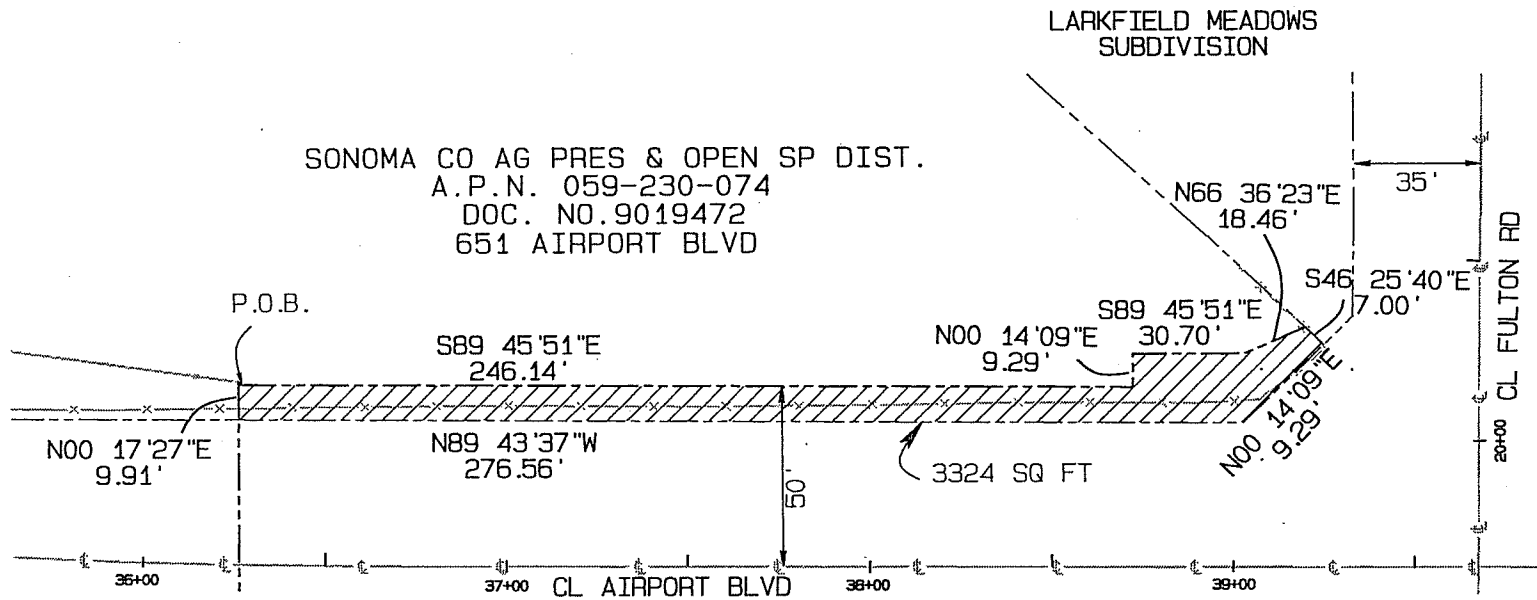 LARKFIELD MEADOWS
SUBDIVISION
SONOMA CO AG PRES & OPEN SP DIST.
A.P.N. 059-230-074
DOC. NO.9019472
651 AIRPORT BLVD
35'
N66 36'23"E
18.46'
CL FULTON RD
S46 25'40"E
7.00'
P.O.B.
S89 45'51"E
30.70'
N00 14'09"E
9.29'
S89 45'51"E
246.14'
N00 14'09"E
9.29'
N00 17'27"E
9.91'
N89 43'37"W
276.56'
3324 SQ FT
50'
20+00
36+00
37+00
CL AIRPORT BLVD
38+00
39+00